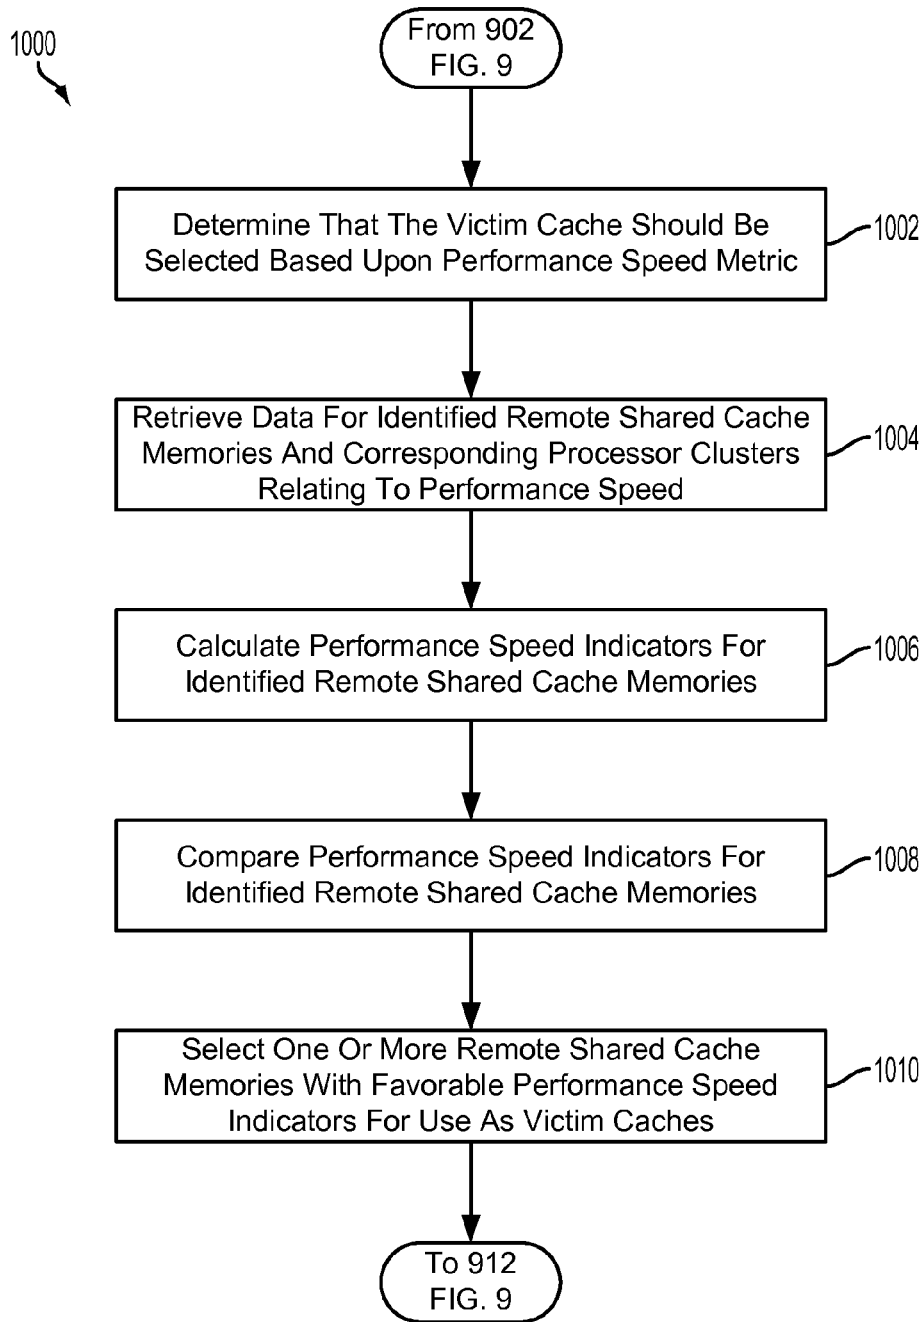 1000
From 902
FIG. 9
Determine That The Victim Cache Should Be
Selected Based Upon Performance Speed Metric
1002
Retrieve Data For Identified Remote Shared Cache
Memories And Corresponding Processor Clusters
Relating To Performance Speed
1004
Calculate Performance Speed Indicators For
Identified Remote Shared Cache Memories
1006
Compare Performance Speed Indicators For
Identified Remote Shared Cache Memories
1008
Select One Or More Remote Shared Cache
Memories With Favorable Performance Speed
Indicators For Use As Victim Caches
1010
To 912
FIG. 9